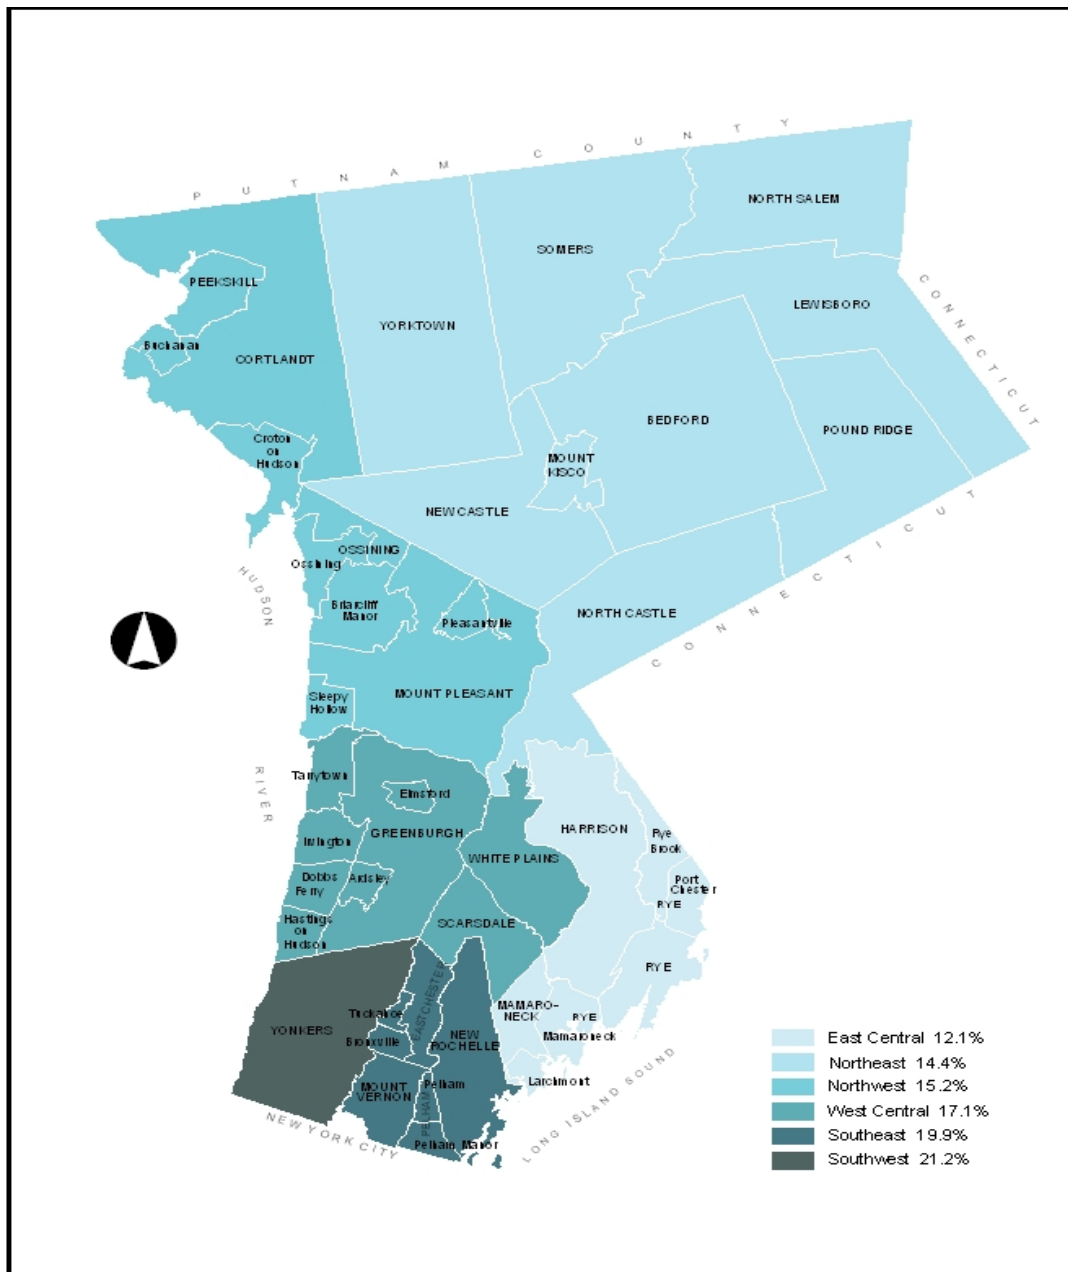 PUTNAM COUNTY
NORTH SALEM
SOMERS
PEEKSKILL
LEWISBORO
CONNECTICUT
YORKTOWN
Buchanan
CORTLANDT
BEDFORD
POUND RIDGE
Croton
on
Hudson
MOUNT
KISCO
NEW CASTLE
CONNECTICUT
OSSINING
Ossining
HUDSON
Briarcliff
Manor
Pleasantville
NORTH CASTLE
MOUNT PLEASANT
Sleepy
Hollow
RIVER
Tarrytown
Elmsford
GREENBURGH
HARRISON
Rye
Brook
Irvington
WHITE PLAINS
Dobbs
Ferry
Ardsley
Port
Chester
RYE
Hastings
on
Hudson
SCARSDALE
RYE
EASTCHESTER
MAMARO-
NECK
RYE
Mamaroneck
Tuckahoe
YONKERS
NEW
ROCHELLE
Bronxville
Larchmont
MOUNT
VERNON
Pelham
PELHAM
Pelham Manor
NEW YORK CITY
LONG ISLAND SOUND
East Central 12.1%
Northeast 14.4%
Northwest 15.2%
West Central 17.1%
Southeast 19.9%
Southwest 21.2%